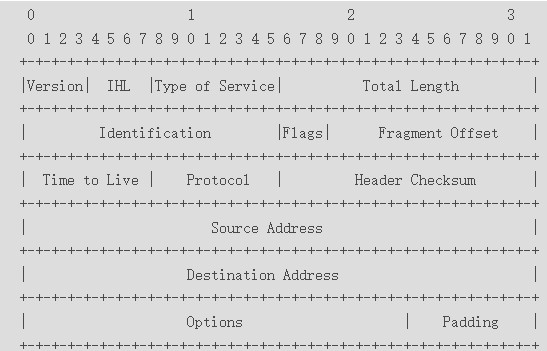 0                   1                   2                   3
0 1 2 3 4 5 6 7 8 9 0 1 2 3 4 5 6 7 8 9 0 1 2 3 4 5 6 7 8 9 0 1
+-+-+-+-+-+-+-+-+-+-+-+-+-+-+-+-+-+-+-+-+-+-+-+-+-+-+-+-+-+-+-+-+
|Version|  IHL  |Type of Service|          Total Length         |
+-+-+-+-+-+-+-+-+-+-+-+-+-+-+-+-+-+-+-+-+-+-+-+-+-+-+-+-+-+-+-+-+
|         Identification        |Flags|      Fragment Offset    |
+-+-+-+-+-+-+-+-+-+-+-+-+-+-+-+-+-+-+-+-+-+-+-+-+-+-+-+-+-+-+-+-+
|  Time to Live |    Protocol   |         Header Checksum       |
+-+-+-+-+-+-+-+-+-+-+-+-+-+-+-+-+-+-+-+-+-+-+-+-+-+-+-+-+-+-+-+-+
|                       Source Address                          |
+-+-+-+-+-+-+-+-+-+-+-+-+-+-+-+-+-+-+-+-+-+-+-+-+-+-+-+-+-+-+-+-+
|                    Destination Address                        |
+-+-+-+-+-+-+-+-+-+-+-+-+-+-+-+-+-+-+-+-+-+-+-+-+-+-+-+-+-+-+-+-+
|                    Options                    |    Padding    |
+-+-+-+-+-+-+-+-+-+-+-+-+-+-+-+-+-+-+-+-+-+-+-+-+-+-+-+-+-+-+-+-+